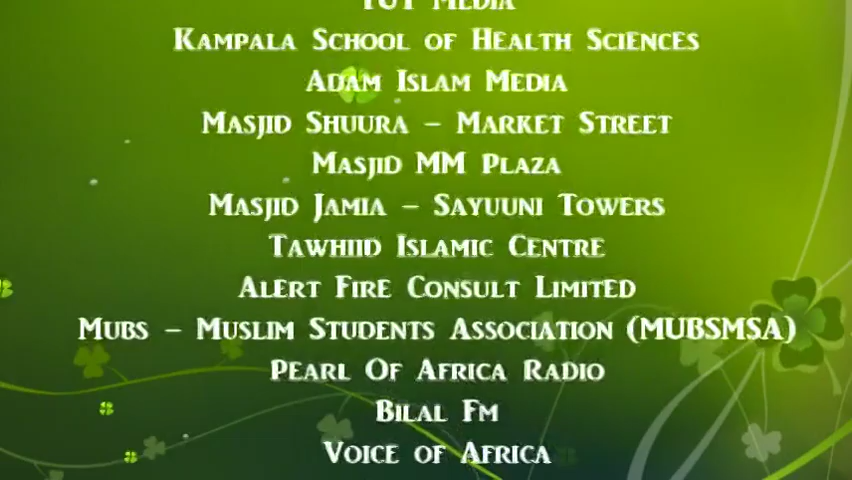 Media
Kampala School of Health Sciences
Adam Islam Media
Masjid Shuura – Market Street
Masjid MM Plaza
Masjid Jamia – Sayuuni Towers
Tawhiid Islamic Centre
Alert Fire Consult Limited
Mubs – Muslim Students Association (MUBSMSA)
Pearl Of Africa Radio
Bilal Fm
Voice of Africa